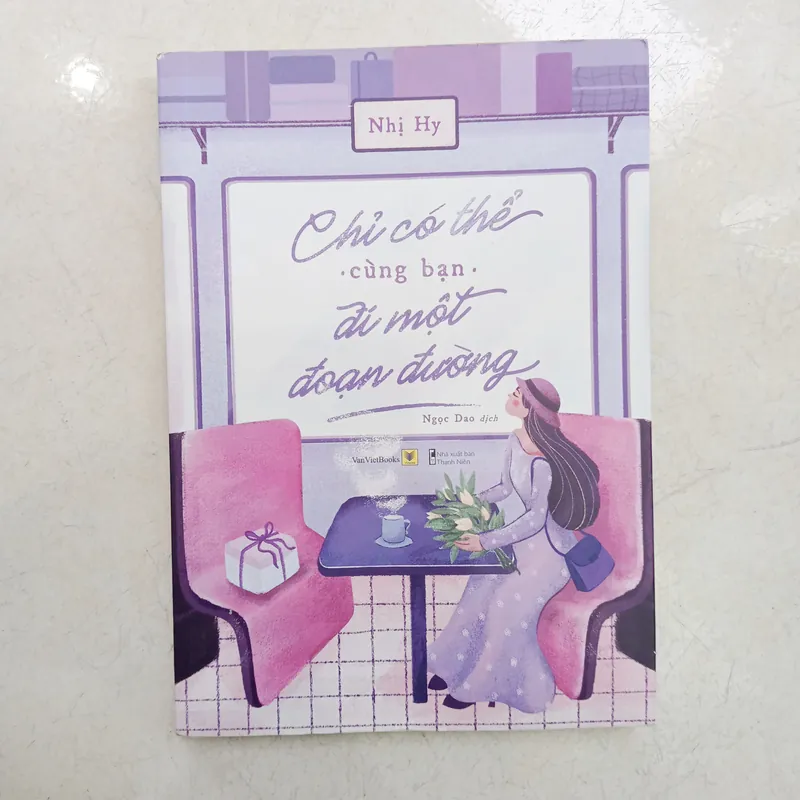 Nhị Hy
Chỉ có thể
·cùng bạn·
đi một
đoạn đường
Ngọc Dao dịch
VanVietBooks
Nhà xuất bản
Thanh Niên